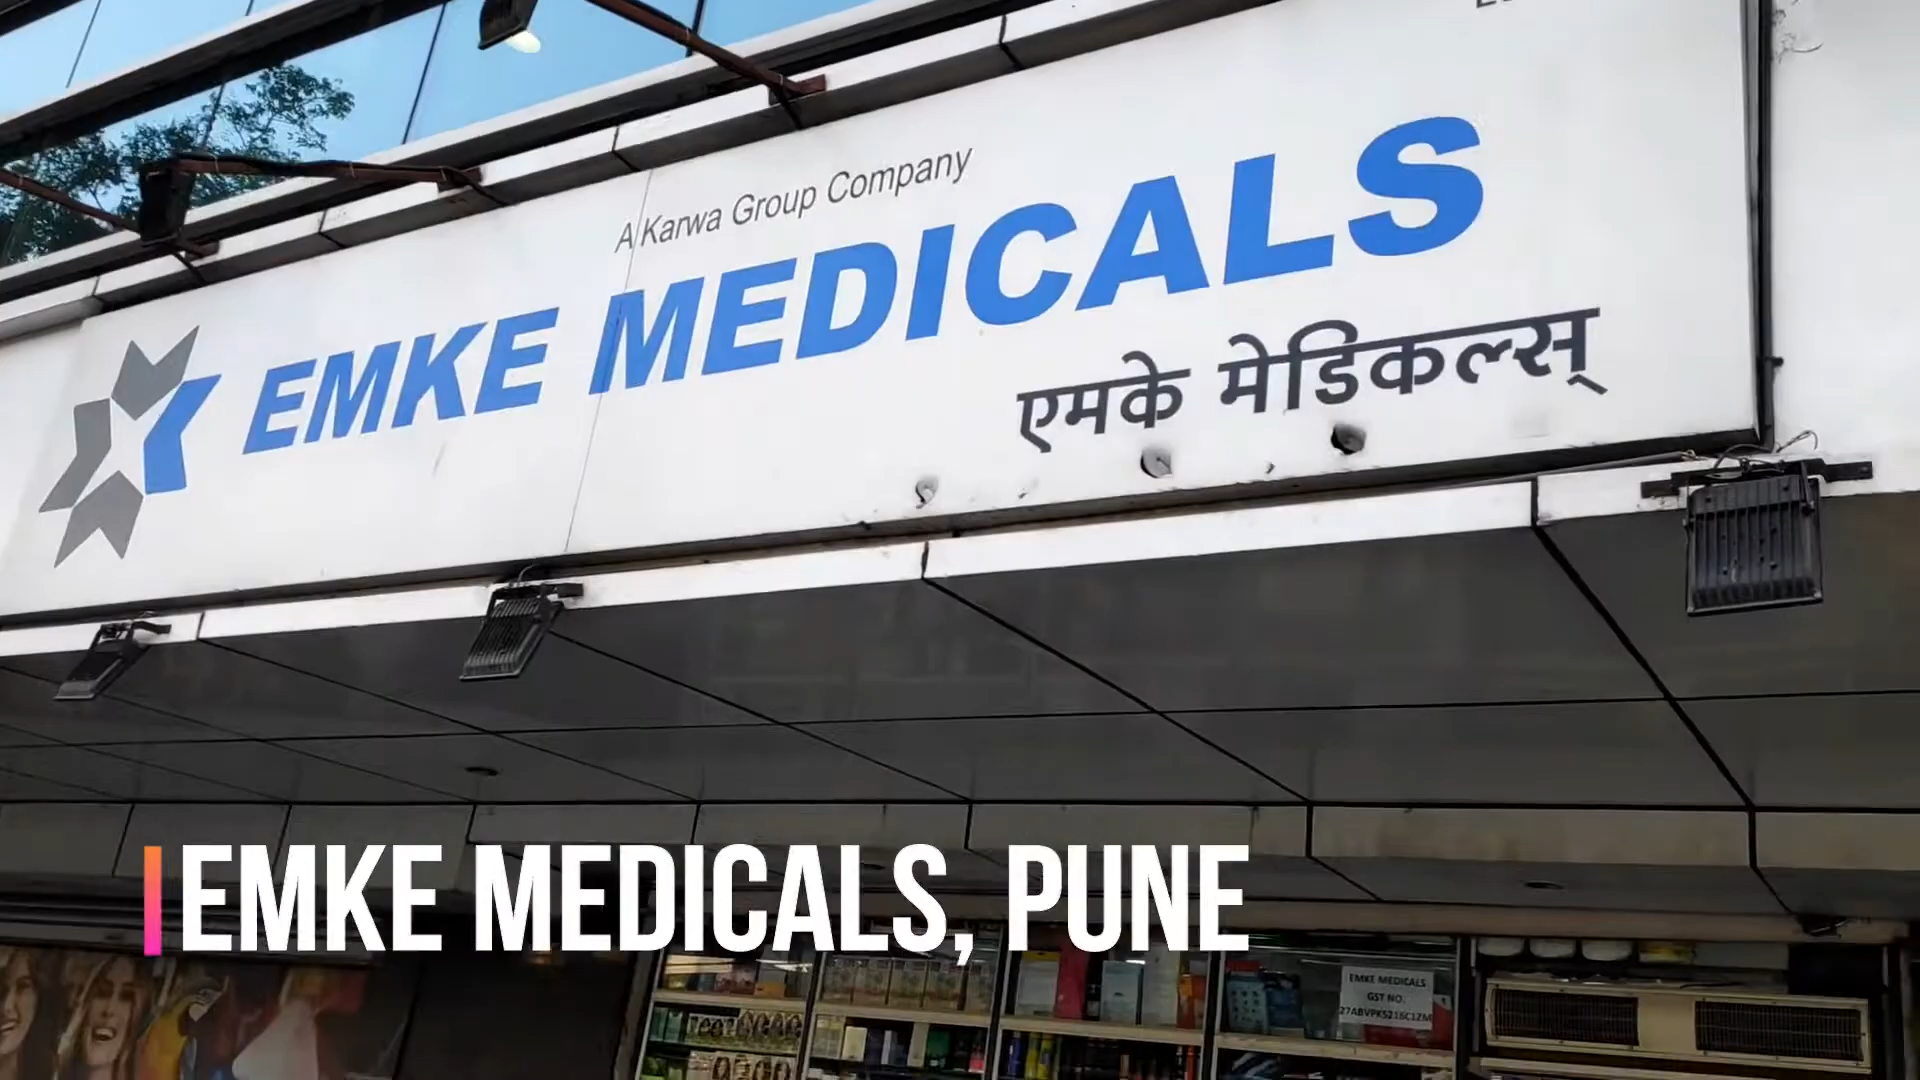 A Karwa Group Company
EMKE MEDICALS
एमके मेडिकल्स्
EMKE MEDICALS, PUNE
EMKE MEDICALS
GST NO.